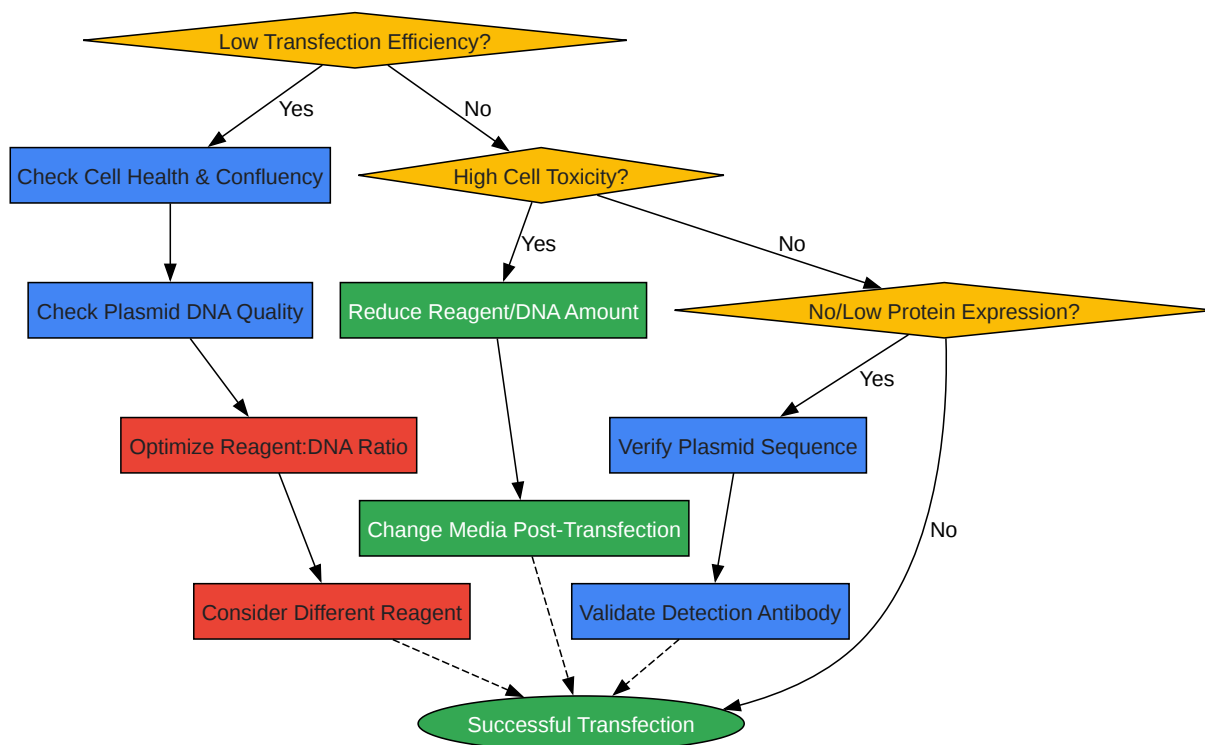 Low Transfection Efficiency?
Yes
No
Check Cell Health & Confluency
High Cell Toxicity?
Yes
No
Check Plasmid DNA Quality
Reduce Reagent/DNA Amount
No/Low Protein Expression?
Yes
Optimize Reagent:DNA Ratio
Verify Plasmid Sequence
Change Media Post-Transfection
No
Consider Different Reagent
Validate Detection Antibody
Successful Transfection